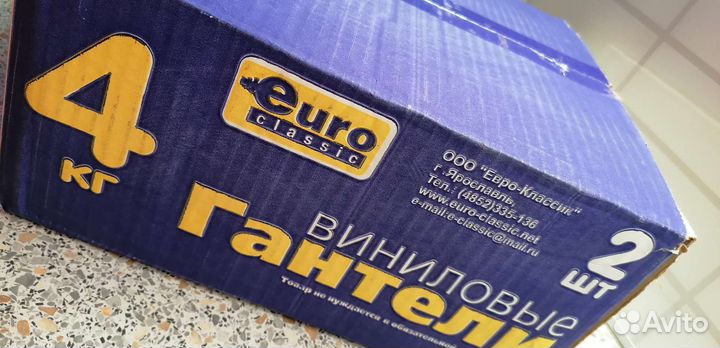 4
кг
euro
classic
ООО "Евро-Классик"
г.Ярославль,
Тел.: (4852)335-136
www.euro-classic.net
e-mail:e-classic@mail.ru
ВИНИЛОВЫЕ
Гантели
2
шт
Товар не нуждается в обязательной
Avito